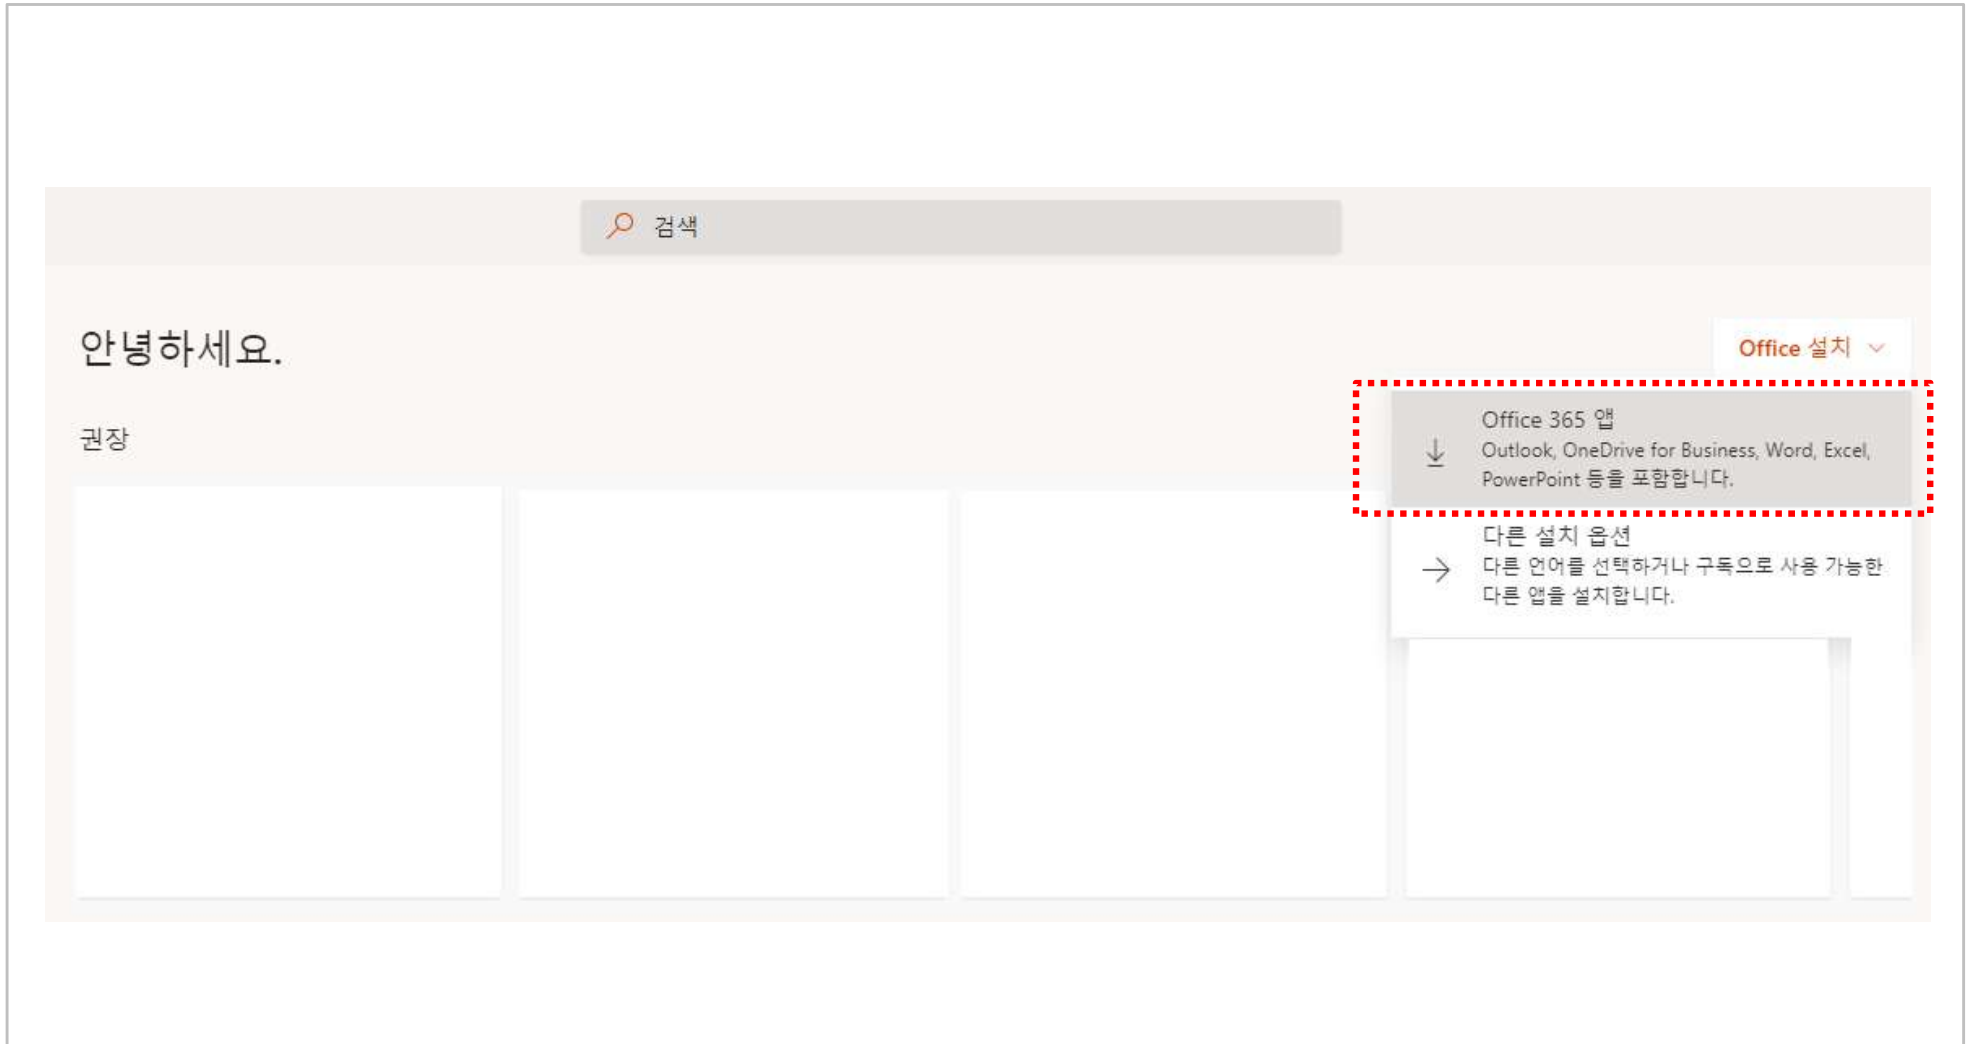 검색
안녕하세요.
Office 설치
권장
Office 365 앱
Outlook, OneDrive for Business, Word, Excel,
PowerPoint 등을 포함합니다.
다른 설치 옵션
다른 언어를 선택하거나 구독으로 사용 가능한
다른 앱을 설치합니다.